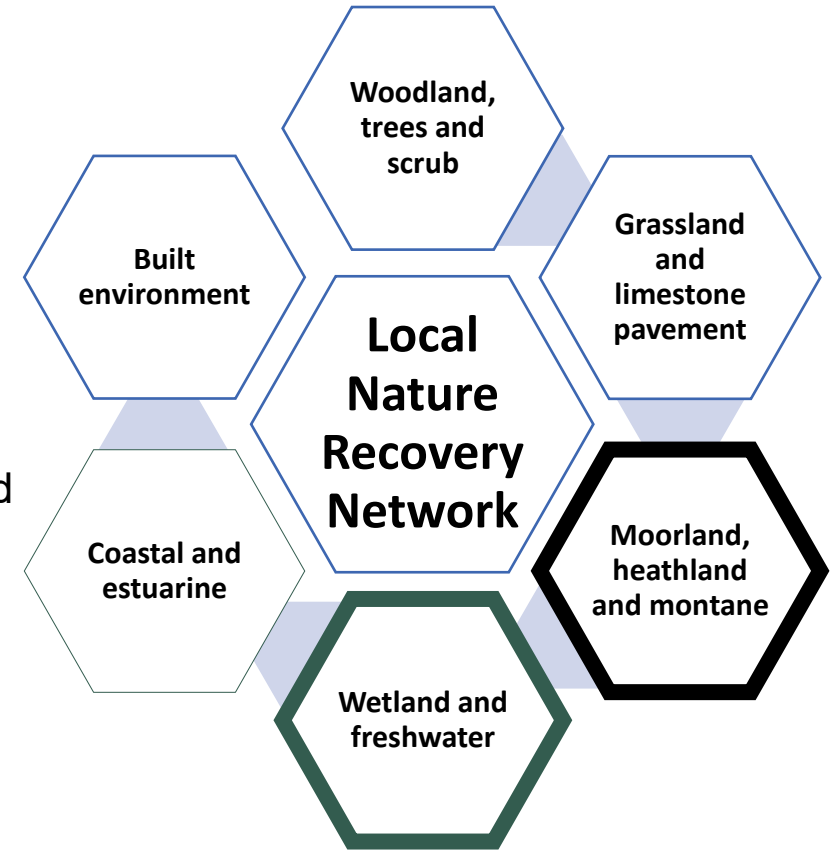 Woodland,
trees and
scrub
Grassland
and
limestone
pavement
Built
environment
Local
Nature
Recovery
Network
d
Moorland,
heathland
and montane
Coastal and
estuarine
Wetland and
freshwater